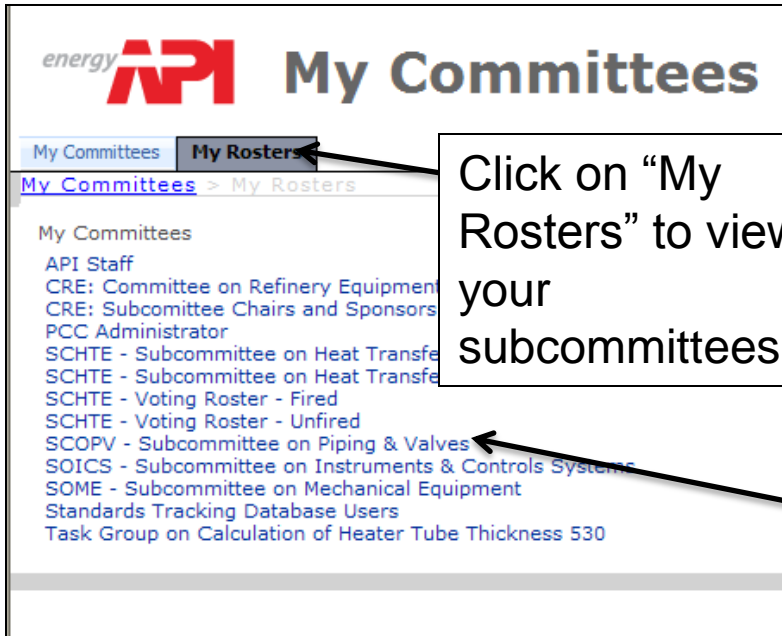 energy API My Committees
My Committees My Rosters
My Committees > My Rosters
Click on “My
Rosters” to view
your
subcommittees
My Committees
API Staff
CRE: Committee on Refinery Equipment
CRE: Subcomittee Chairs and Sponsors
PCC Administrator
SCHTE - Subcommittee on Heat Transfe
SCHTE - Subcommittee on Heat Transfe
SCHTE - Voting Roster - Fired
SCHTE - Voting Roster - Unfired
SCOPV - Subcommittee on Piping & Valves
SOICS - Subcommittee on Instruments & Controls Systems
SOME - Subcommittee on Mechanical Equipment
Standards Tracking Database Users
Task Group on Calculation of Heater Tube Thickness 530